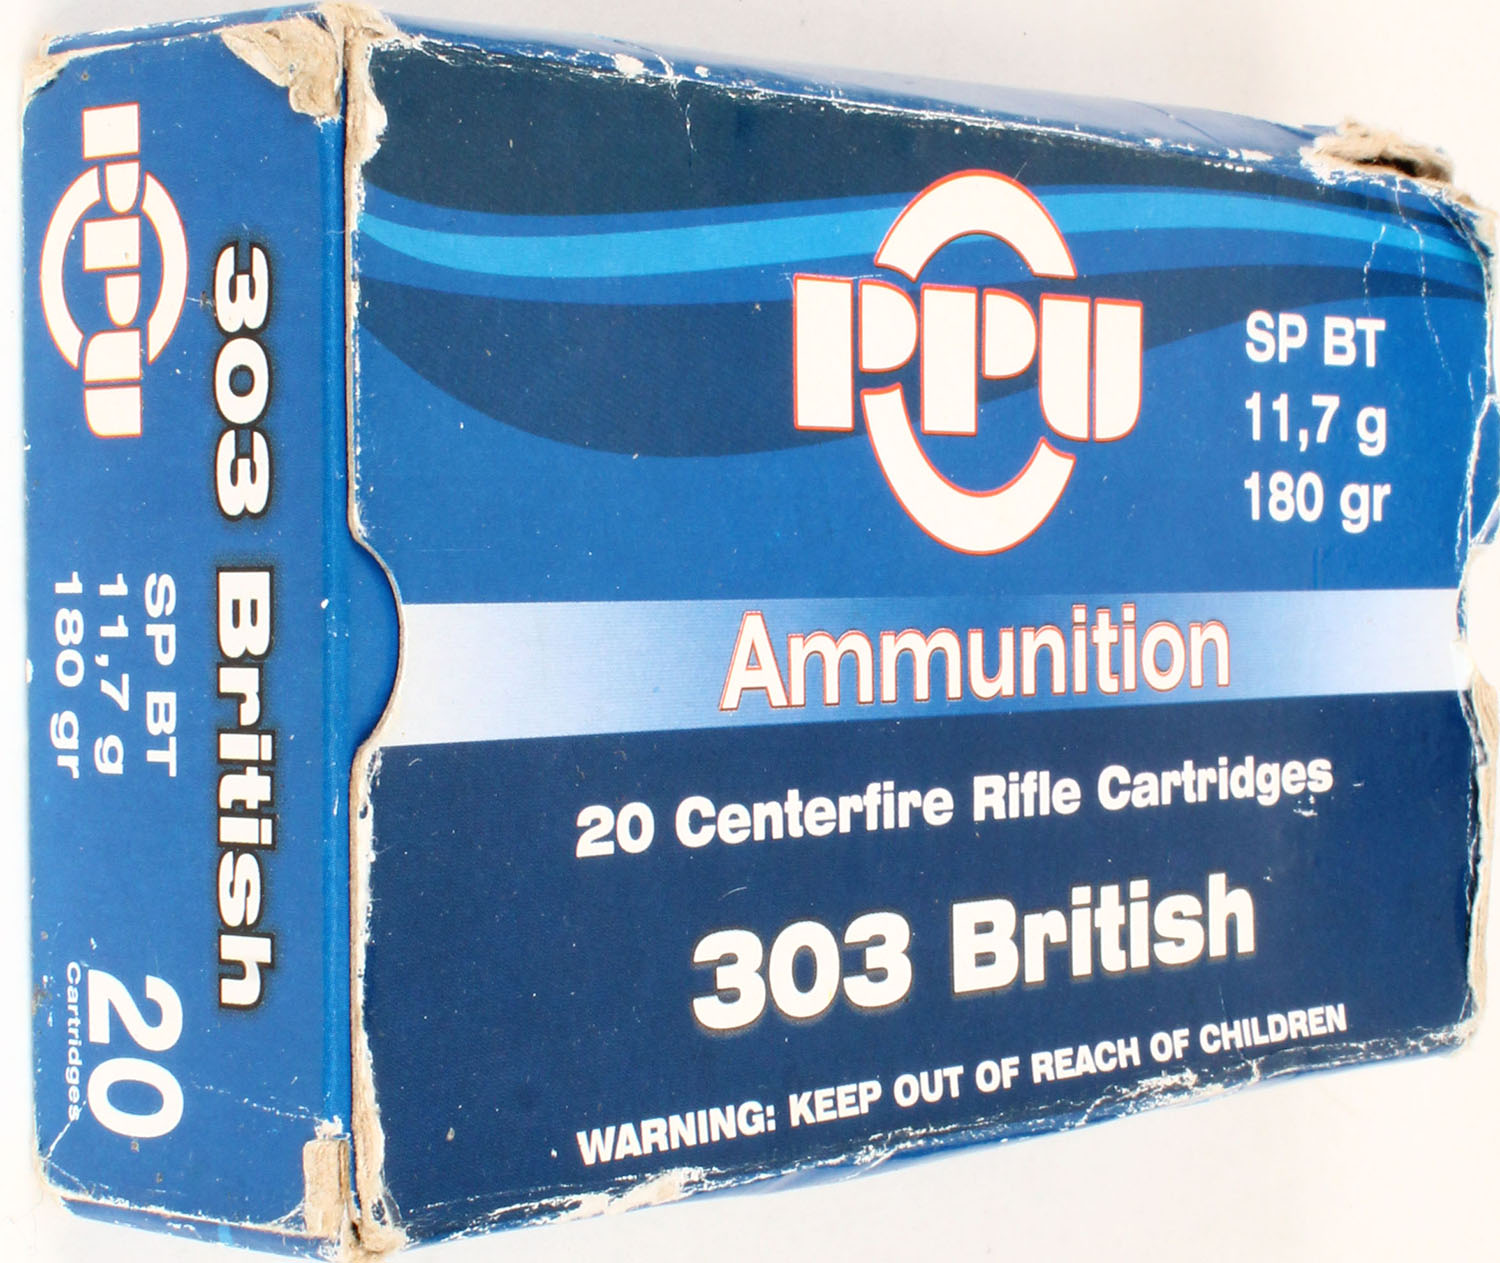 PPU
SP BT
11,7 g
180 gr
Ammunition
20 Centerfire Rifle Cartridges
303 British
WARNING: KEEP OUT OF REACH OF CHILDREN
PPU
303 British
SP BT
11,7 g
180 gr
20
Cartridges